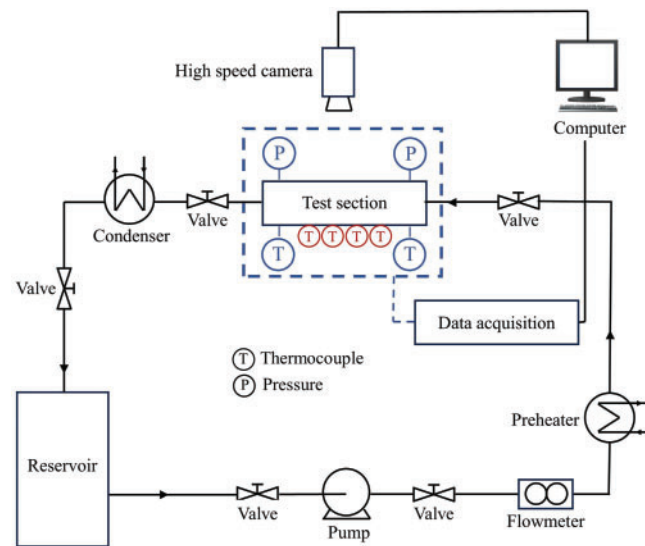 High speed camera
Computer
P
P
Test section
Valve
Valve
Condenser
T
T
T
T
T
T
Valve
Data acquisition
T Thermocouple
P Pressure
Preheater
Reservoir
Valve
Pump
Valve
Flowmeter